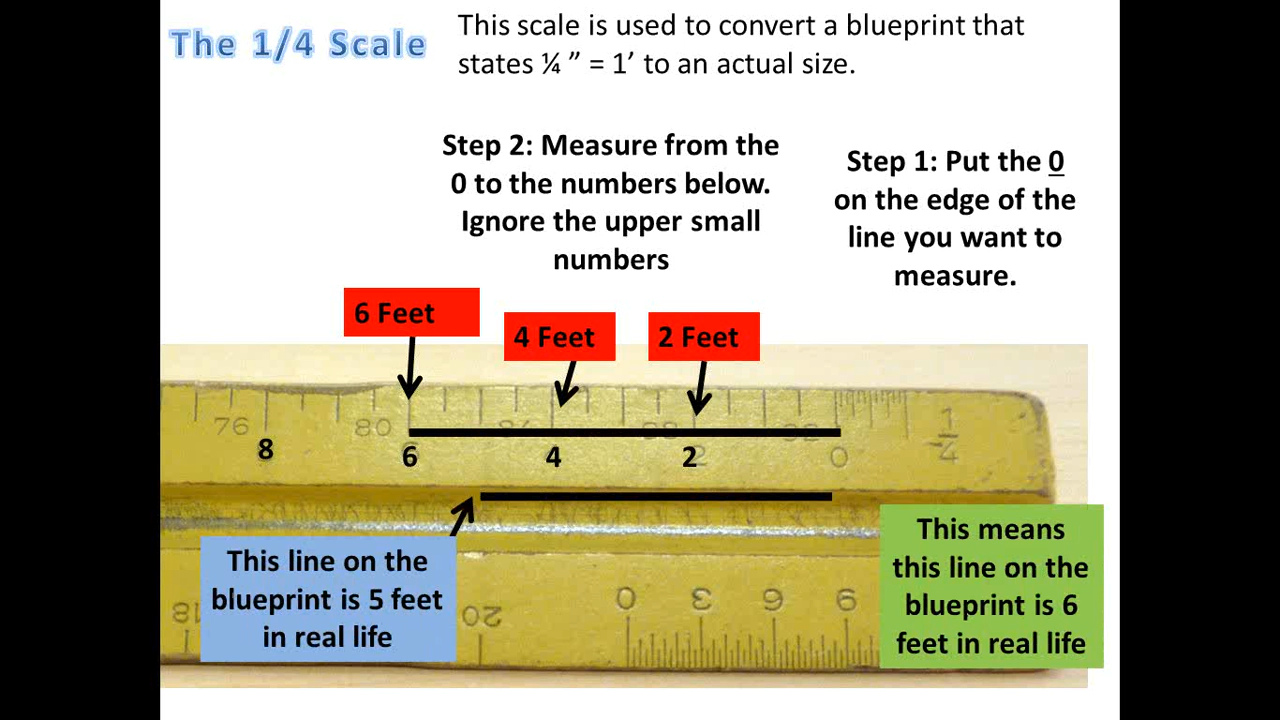 The 1/4 Scale
This scale is used to convert a blueprint that
states ¼ ” = 1’ to an actual size.
Step 2: Measure from the
0 to the numbers below.
Ignore the upper small
numbers
Step 1: Put the 0
on the edge of the
line you want to
measure.
6 Feet
4 Feet
2 Feet
76 80
8 6 4 2 0
1/4
This line on the
blueprint is 5 feet
in real life
This means
this line on the
blueprint is 6
feet in real life
18 20 0 3 6 9